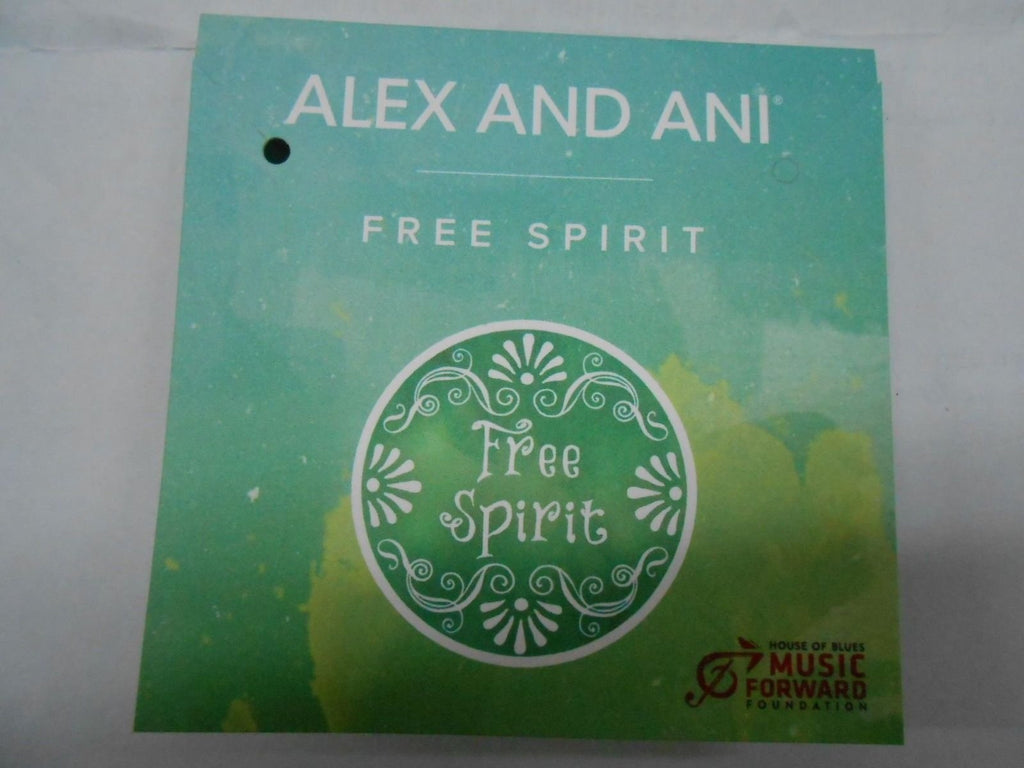 ALEX AND ANI®
FREE SPIRIT
Free
Spirit
HOUSE OF BLUES
MUSIC
FORWARD
FOUNDATION